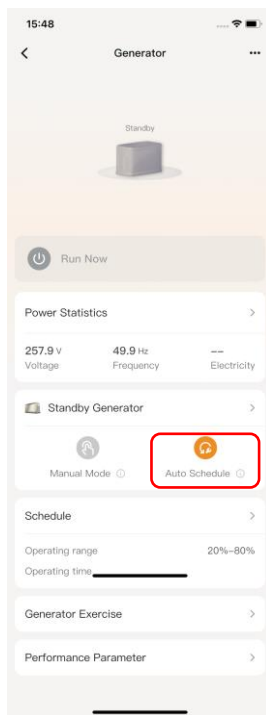 15:48
Generator
Standby
Run Now
Power Statistics
257.9 V 49.9 Hz --
Voltage Frequency Electricity
Standby Generator
Manual Mode Auto Schedule
Schedule
Operating range 20%–80%
Operating time
Generator Exercise
Performance Parameter